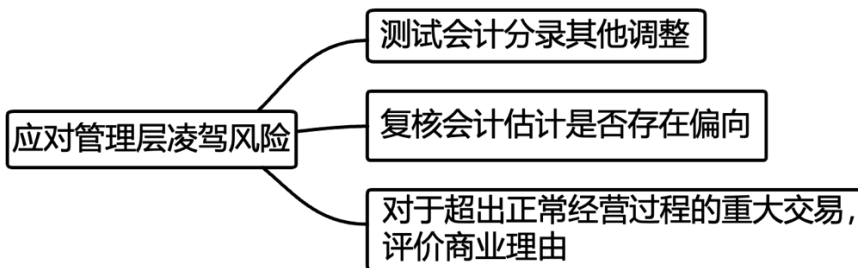 测试会计分录其他调整
应对管理层凌驾风险
复核会计估计是否存在偏向
对于超出正常经营过程的重大交易，
评价商业理由